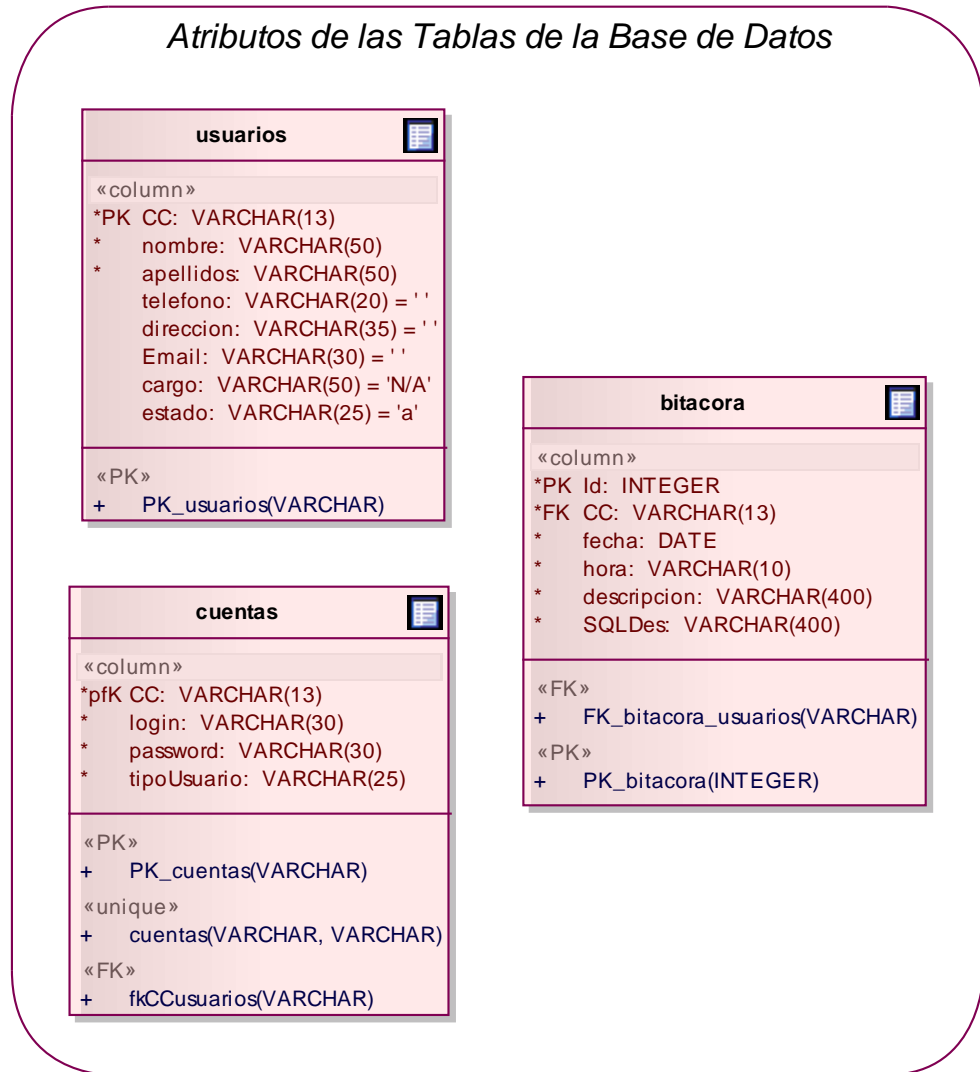 Atributos de las Tablas de la Base de Datos
usuarios
«column»
*PK CC: VARCHAR(13)
* nombre: VARCHAR(50)
* apellidos: VARCHAR(50)
telefono: VARCHAR(20) = ' '
direccion: VARCHAR(35) = ' '
Email: VARCHAR(30) = ' '
cargo: VARCHAR(50) = 'N/A'
estado: VARCHAR(25) = 'a'
«PK»
+ PK_usuarios(VARCHAR)
cuentas
«column»
*pfK CC: VARCHAR(13)
* login: VARCHAR(30)
* password: VARCHAR(30)
* tipoUsuario: VARCHAR(25)
«PK»
+ PK_cuentas(VARCHAR)
«unique»
+ cuentas(VARCHAR, VARCHAR)
«FK»
+ fkCCusuarios(VARCHAR)
bitacora
«column»
*PK Id: INTEGER
*FK CC: VARCHAR(13)
* fecha: DATE
* hora: VARCHAR(10)
* descripcion: VARCHAR(400)
* SQLDes: VARCHAR(400)
«FK»
+ FK_bitacora_usuarios(VARCHAR)
«PK»
+ PK_bitacora(INTEGER)